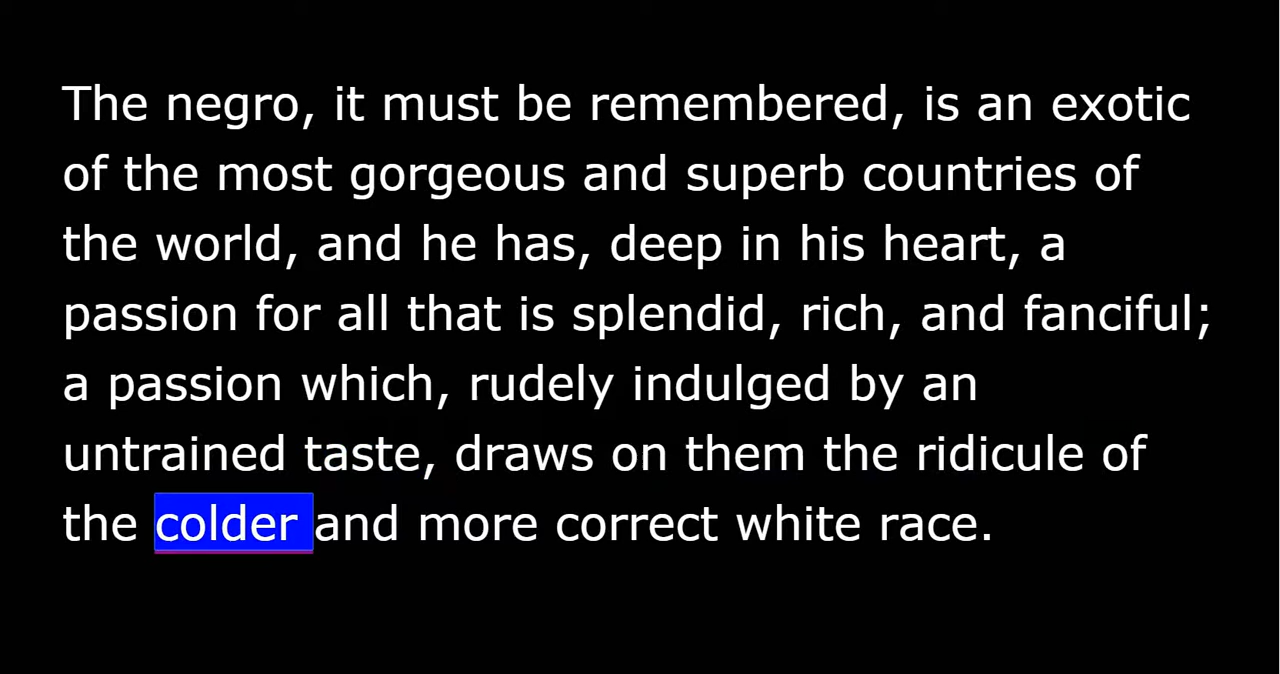 The negro, it must be remembered, is an exotic
of the most gorgeous and superb countries of
the world, and he has, deep in his heart, a
passion for all that is splendid, rich, and fanciful;
a passion which, rudely indulged by an
untrained taste, draws on them the ridicule of
the colder and more correct white race.